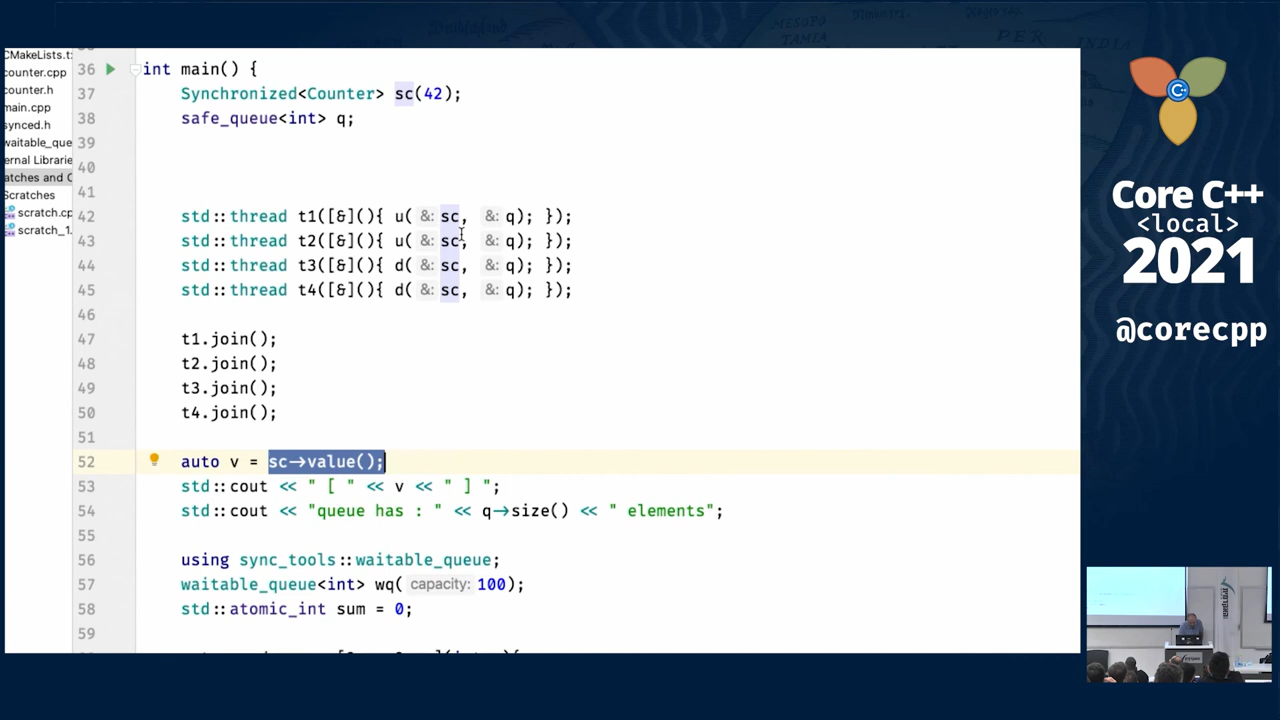 MESOPO
TAMIA
PER
INDIA
CMakeLists.t
counter.cpp
counter.h
main.cpp
synced.h
waitable_que
ernal Librarie
atches and C
Scratches
scratch.cp
scratch_1.
36 int main() {
37 Synchronized<Counter> sc(42);
38 safe_queue<int> q;
39
40
41
42 std::thread t1([&](){ u( &: sc, &: q); });
43 std::thread t2([&](){ u( &: sc, &: q); });
44 std::thread t3([&](){ d( &: sc, &: q); });
45 std::thread t4([&](){ d( &: sc, &: q); });
46
47 t1.join();
48 t2.join();
49 t3.join();
50 t4.join();
51
52 auto v = sc->value();
53 std::cout << " [ " << v << " ] ";
54 std::cout << "queue has : " << q->size() << " elements";
55
56 using sync_tools::waitable_queue;
57 waitable_queue<int> wq( capacity: 100);
58 std::atomic_int sum = 0;
59
C++
Core C++
<local>
2021
@corecpp